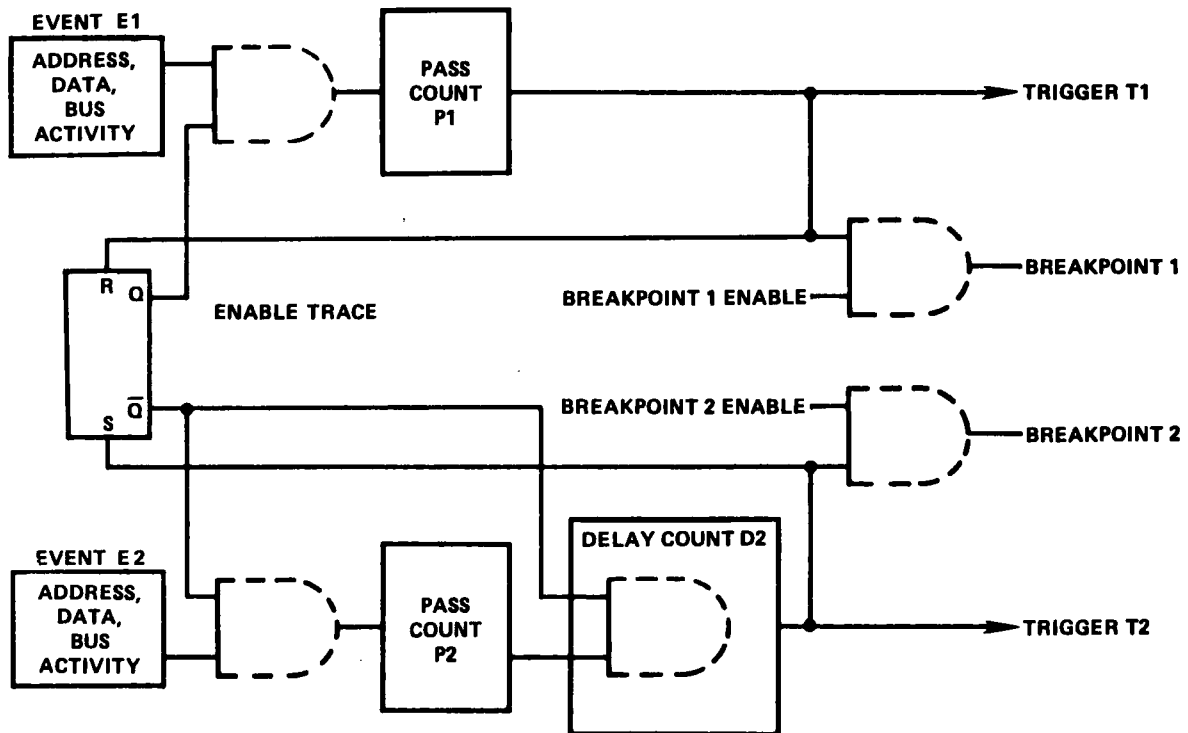 EVENT E1
ADDRESS,
DATA,
BUS
ACTIVITY
PASS
COUNT
P1
TRIGGER T1
R
Q
ENABLE TRACE
BREAKPOINT 1 ENABLE
BREAKPOINT 1
S
Q̅
BREAKPOINT 2 ENABLE
BREAKPOINT 2
EVENT E2
ADDRESS,
DATA,
BUS
ACTIVITY
PASS
COUNT
P2
DELAY COUNT D2
TRIGGER T2